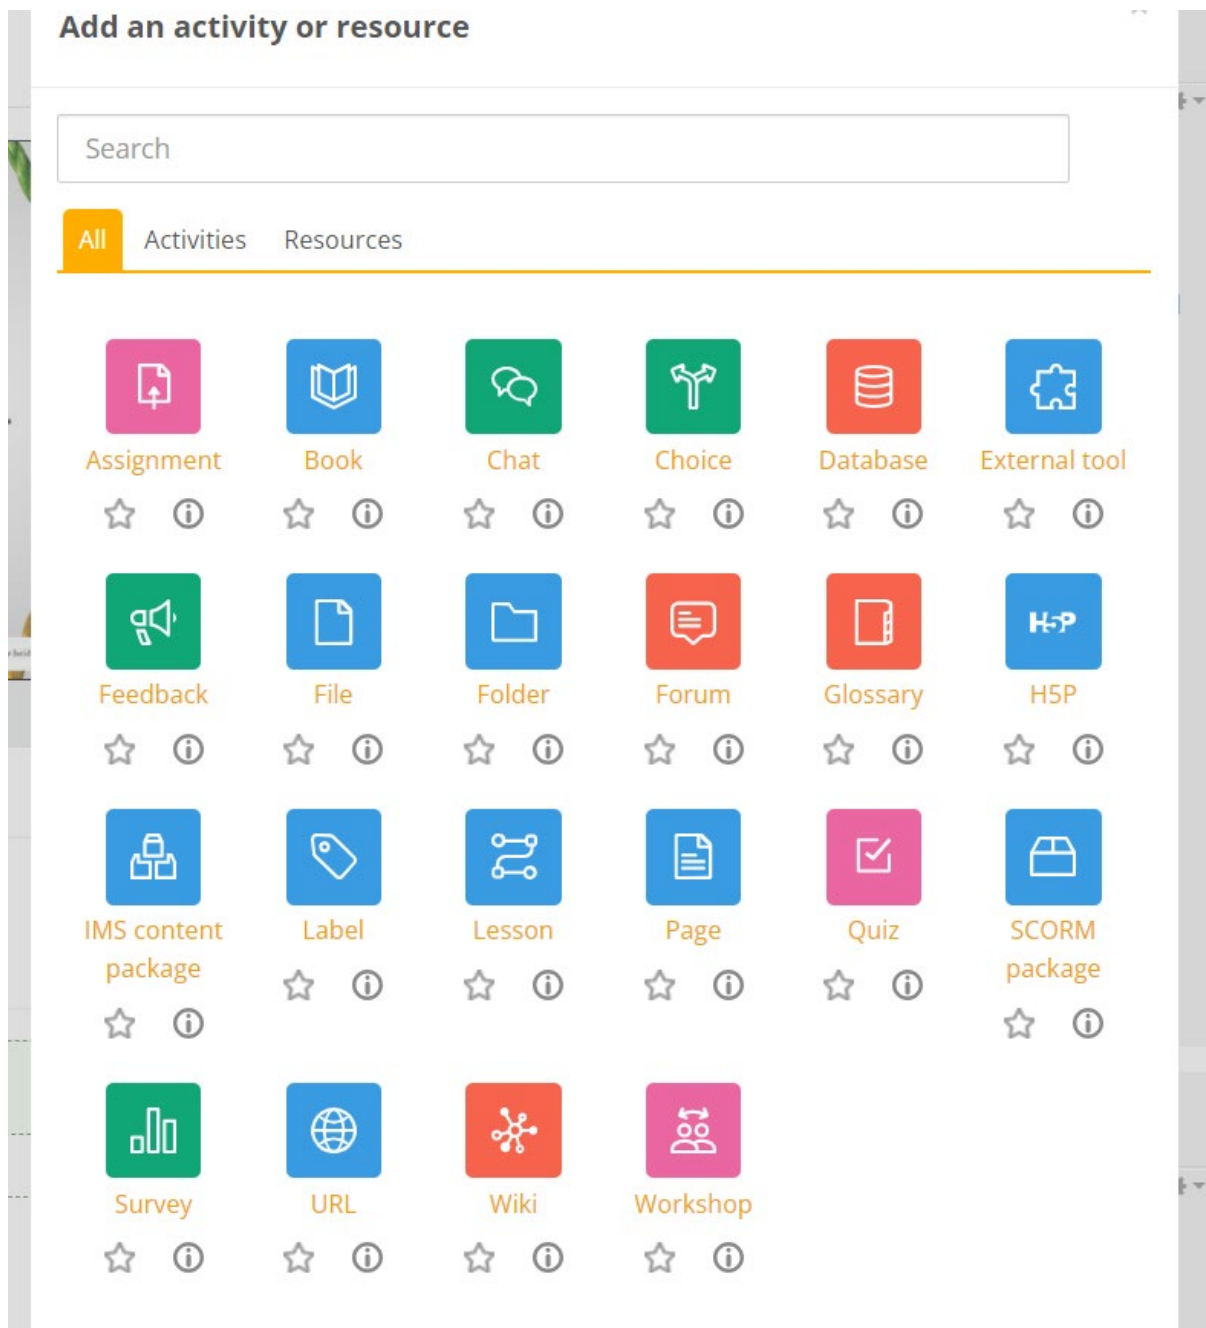 Add an activity or resource
Search
All Activities Resources
Assignment Book Chat Choice Database External tool
H5P
Feedback File Folder Forum Glossary H5P
IMS content Label Lesson Page Quiz SCORM
package package
Survey URL Wiki Workshop